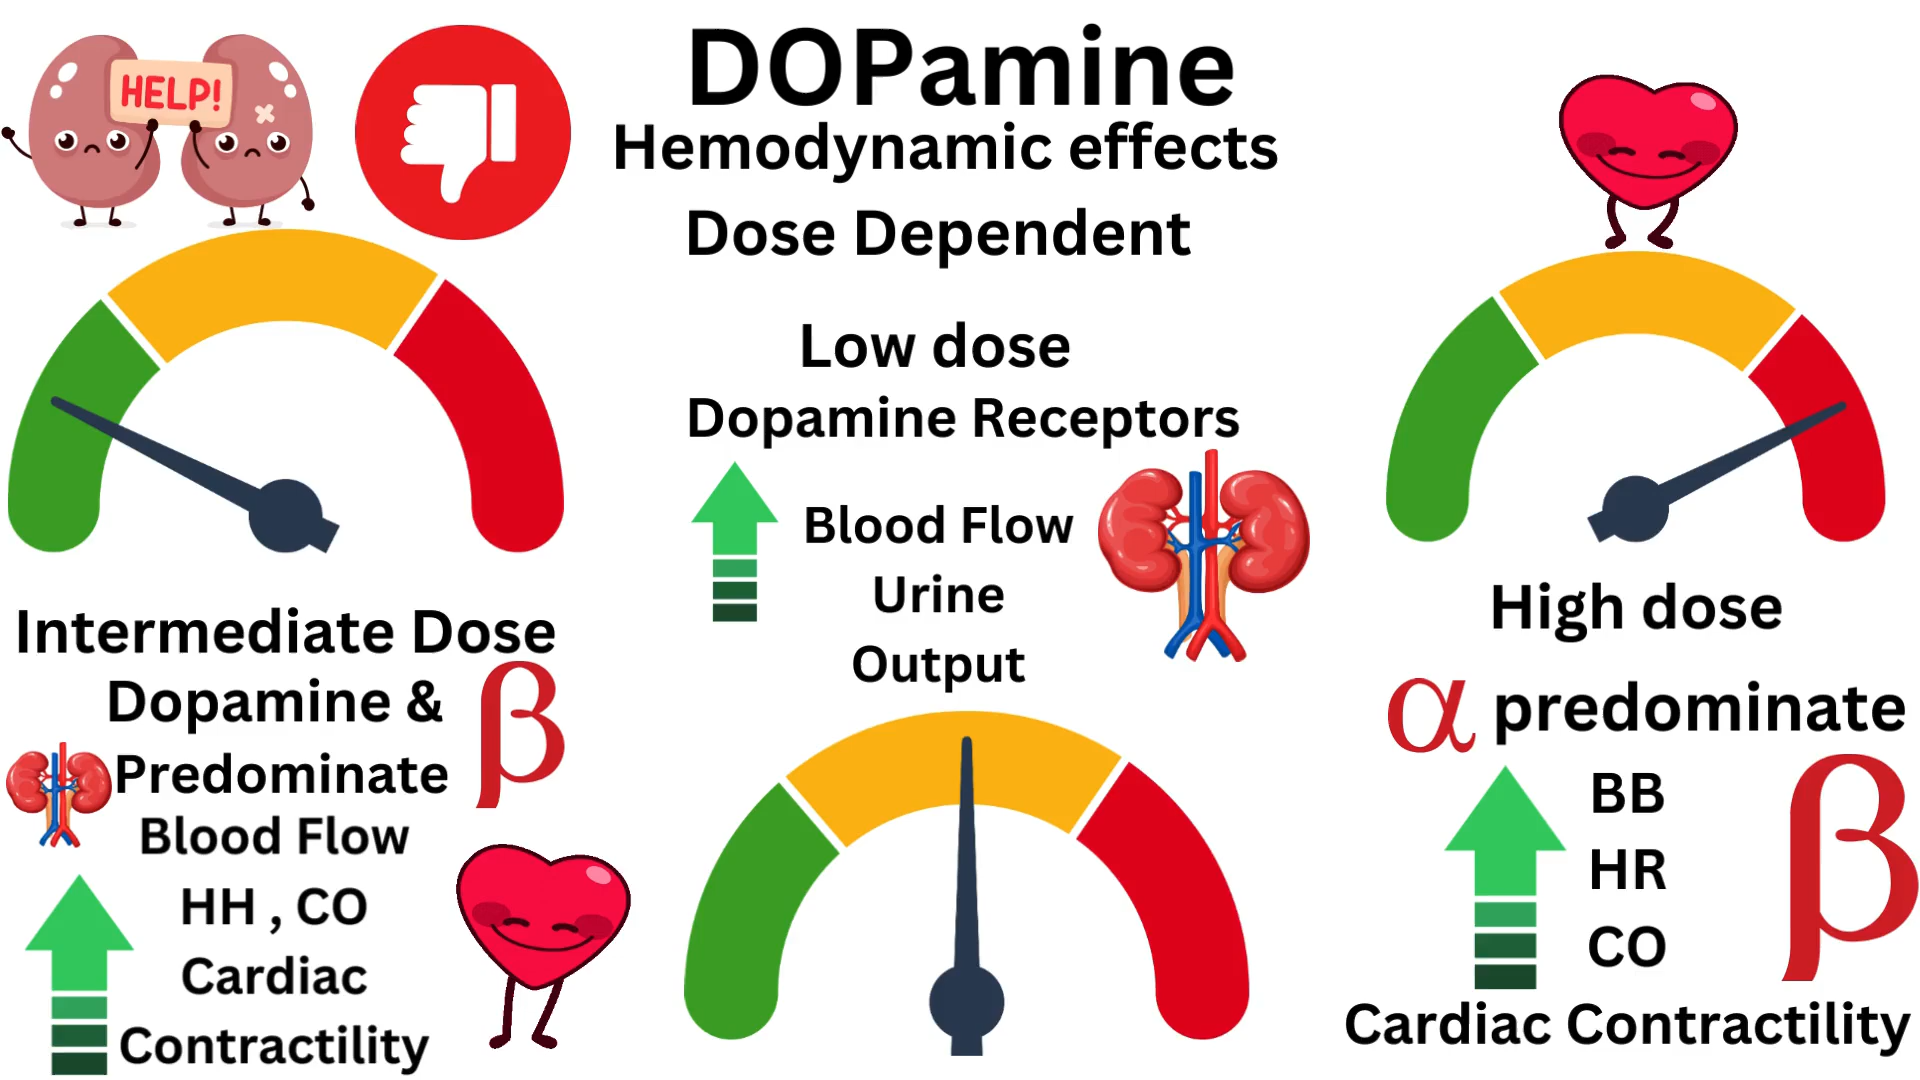 HELP!
DOPamine
Hemodynamic effects
Dose Dependent
Low dose
Dopamine Receptors
Blood Flow
Urine
Output
Intermediate Dose
Dopamine & β
Predominate
Blood Flow
HH , CO
Cardiac
Contractility
High dose
α predominate
BB
HR
CO
β
Cardiac Contractility